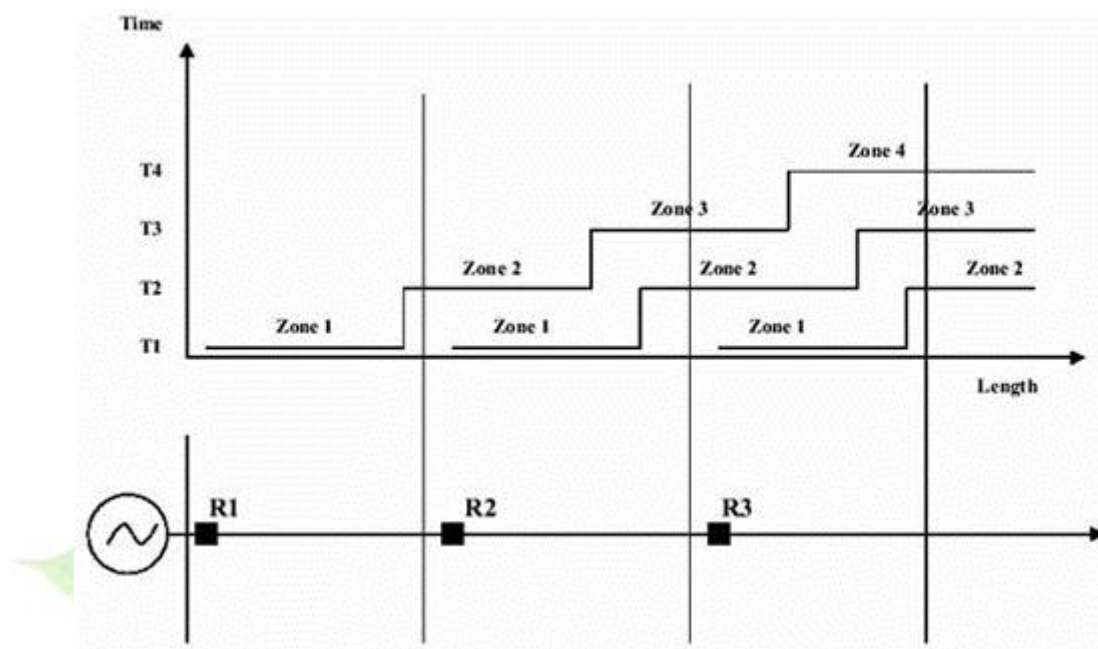 Time
T4
Zone 4
T3
Zone 3
Zone 3
T2
Zone 2
Zone 2
Zone 2
T1
Zone 1
Zone 1
Zone 1
Length
R1
R2
R3